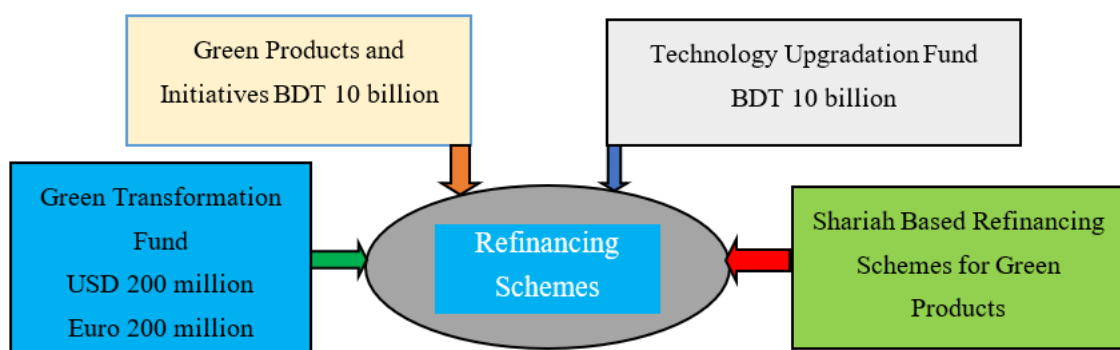 Green Products and
Initiatives BDT 10 billion
Technology Upgradation Fund
BDT 10 billion
Green Transformation
Fund
USD 200 million
Euro 200 million
Refinancing
Schemes
Shariah Based Refinancing
Schemes for Green
Products